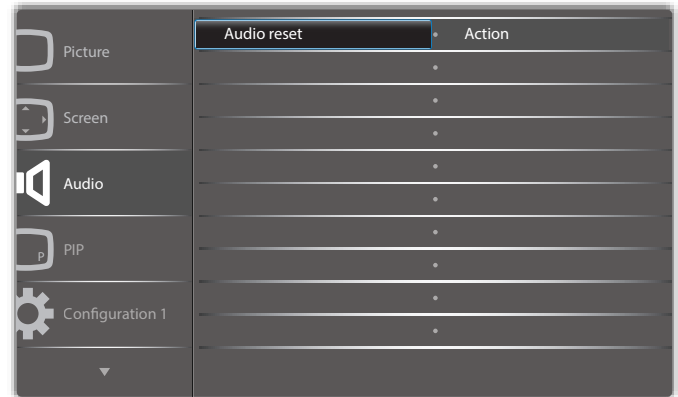 Picture
Screen
Audio
P
PIP
Configuration 1
Audio reset
Action